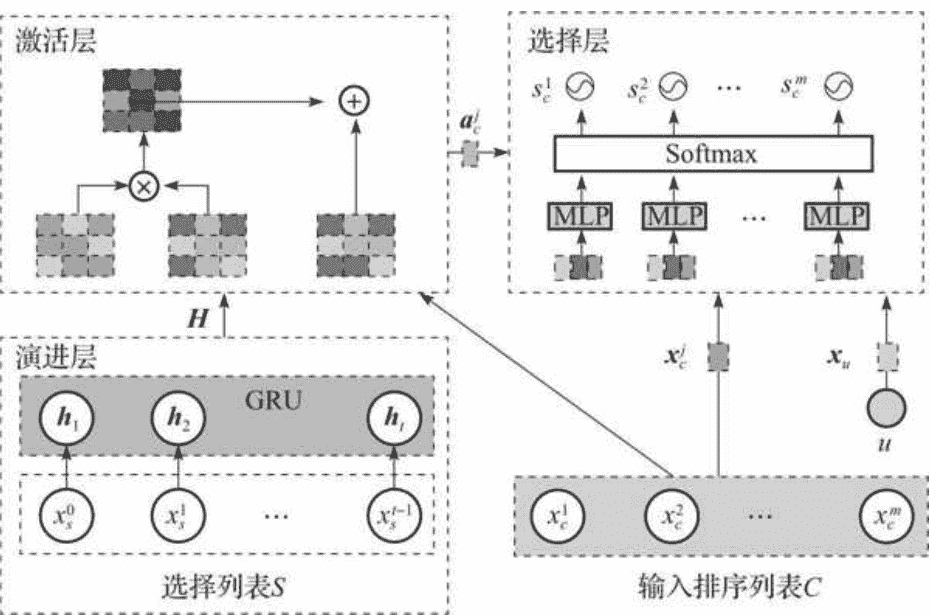 激活层
×
+
a_c^j
选择层
s_c^1 s_c^2 ... s_c^m
Softmax
MLP MLP ... MLP
H
x_c^j
x_u
u
演进层
GRU
h_1 h_2 h_t
x_s^0 x_s^1 ... x_s^{t-1}
选择列表S
x_c^1 x_c^2 ... x_c^m
输入排序列表C